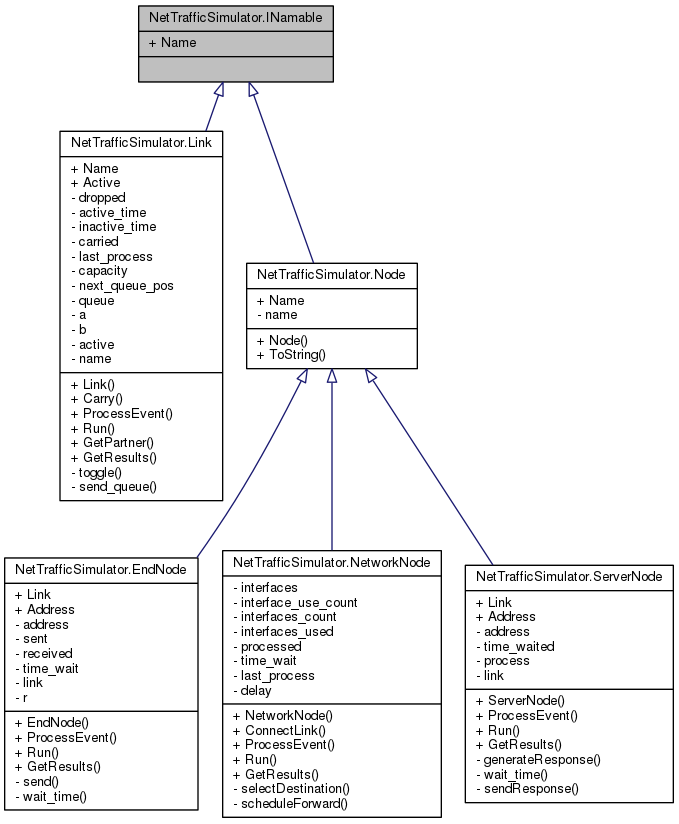 NetTrafficSimulator.INamable
+ Name
NetTrafficSimulator.Link
+ Name
+ Active
- dropped
- active_time
- inactive_time
- carried
- last_process
- capacity
- next_queue_pos
- queue
- a
- b
- active
- name
+ Link()
+ Carry()
+ ProcessEvent()
+ Run()
+ GetPartner()
+ GetResults()
- toggle()
- send_queue()
NetTrafficSimulator.Node
+ Name
- name
+ Node()
+ ToString()
NetTrafficSimulator.EndNode
+ Link
+ Address
- address
- sent
- received
- time_wait
- link
- r
+ EndNode()
+ ProcessEvent()
+ Run()
+ GetResults()
- send()
- wait_time()
NetTrafficSimulator.NetworkNode
- interfaces
- interface_use_count
- interfaces_count
- interfaces_used
- processed
- time_wait
- last_process
- delay
+ NetworkNode()
+ ConnectLink()
+ ProcessEvent()
+ Run()
+ GetResults()
- selectDestination()
- scheduleForward()
NetTrafficSimulator.ServerNode
+ Link
+ Address
- address
- time_waited
- process
- link
+ ServerNode()
+ ProcessEvent()
+ Run()
+ GetResults()
- generateResponse()
- wait_time()
- sendResponse()